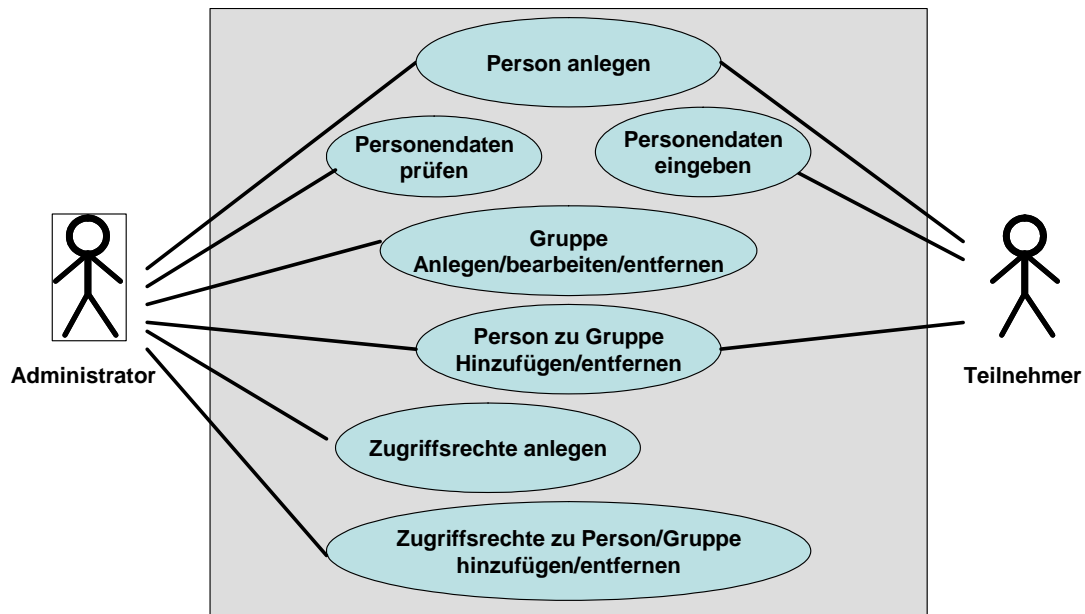 Person anlegen
Personendaten
prüfen
Personendaten
eingeben
Gruppe
Anlegen/bearbeiten/entfernen
Person zu Gruppe
Hinzufügen/entfernen
Administrator
Teilnehmer
Zugriffsrechte anlegen
Zugriffsrechte zu Person/Gruppe
hinzufügen/entfernen